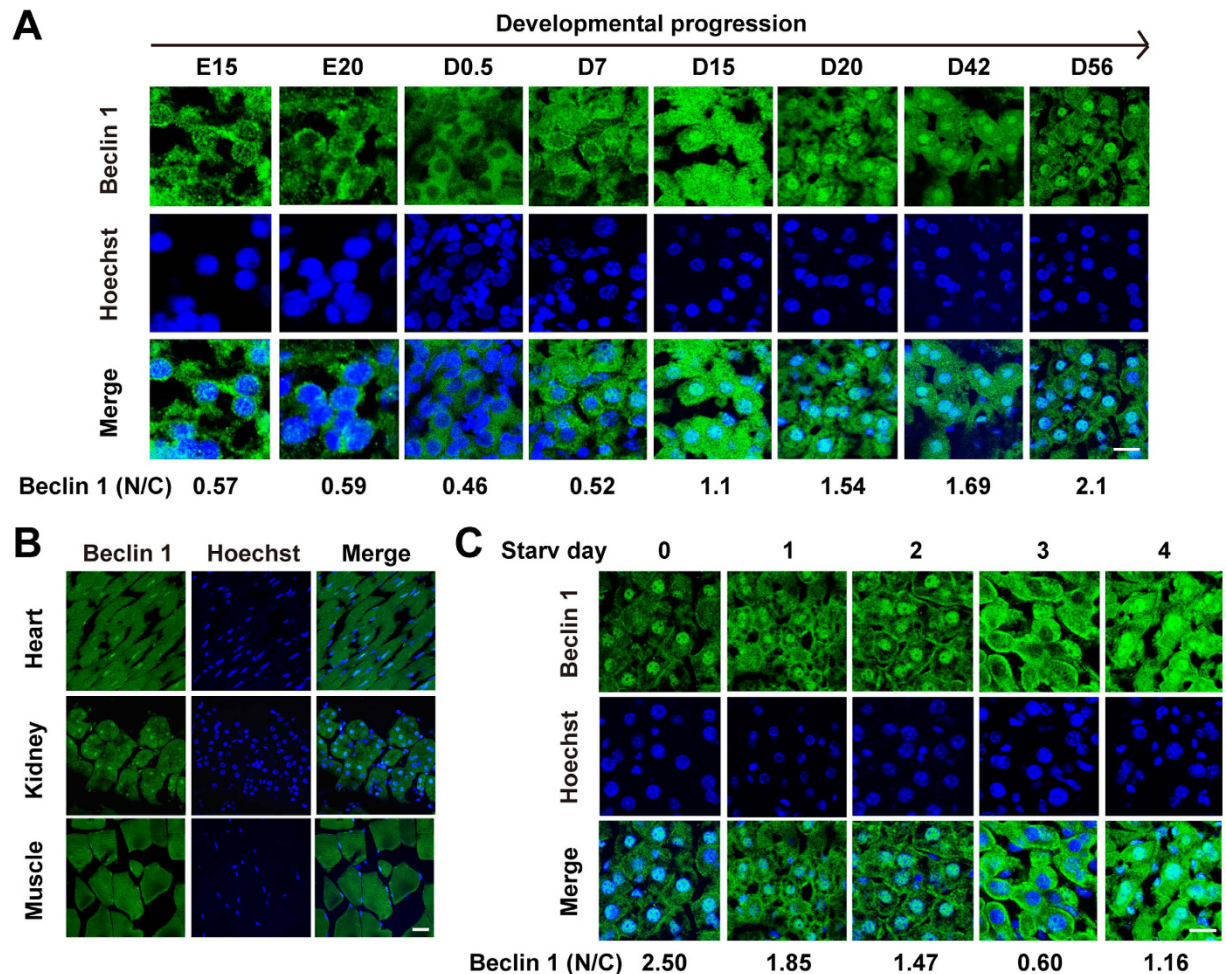 A
Developmental progression
E15 E20 D0.5 D7 D15 D20 D42 D56
Beclin 1
Hoechst
Merge
Beclin 1 (N/C) 0.57 0.59 0.46 0.52 1.1 1.54 1.69 2.1
B
Beclin 1 Hoechst Merge
Heart
Kidney
Muscle
C
Starv day 0 1 2 3 4
Beclin 1
Hoechst
Merge
Beclin 1 (N/C) 2.50 1.85 1.47 0.60 1.16